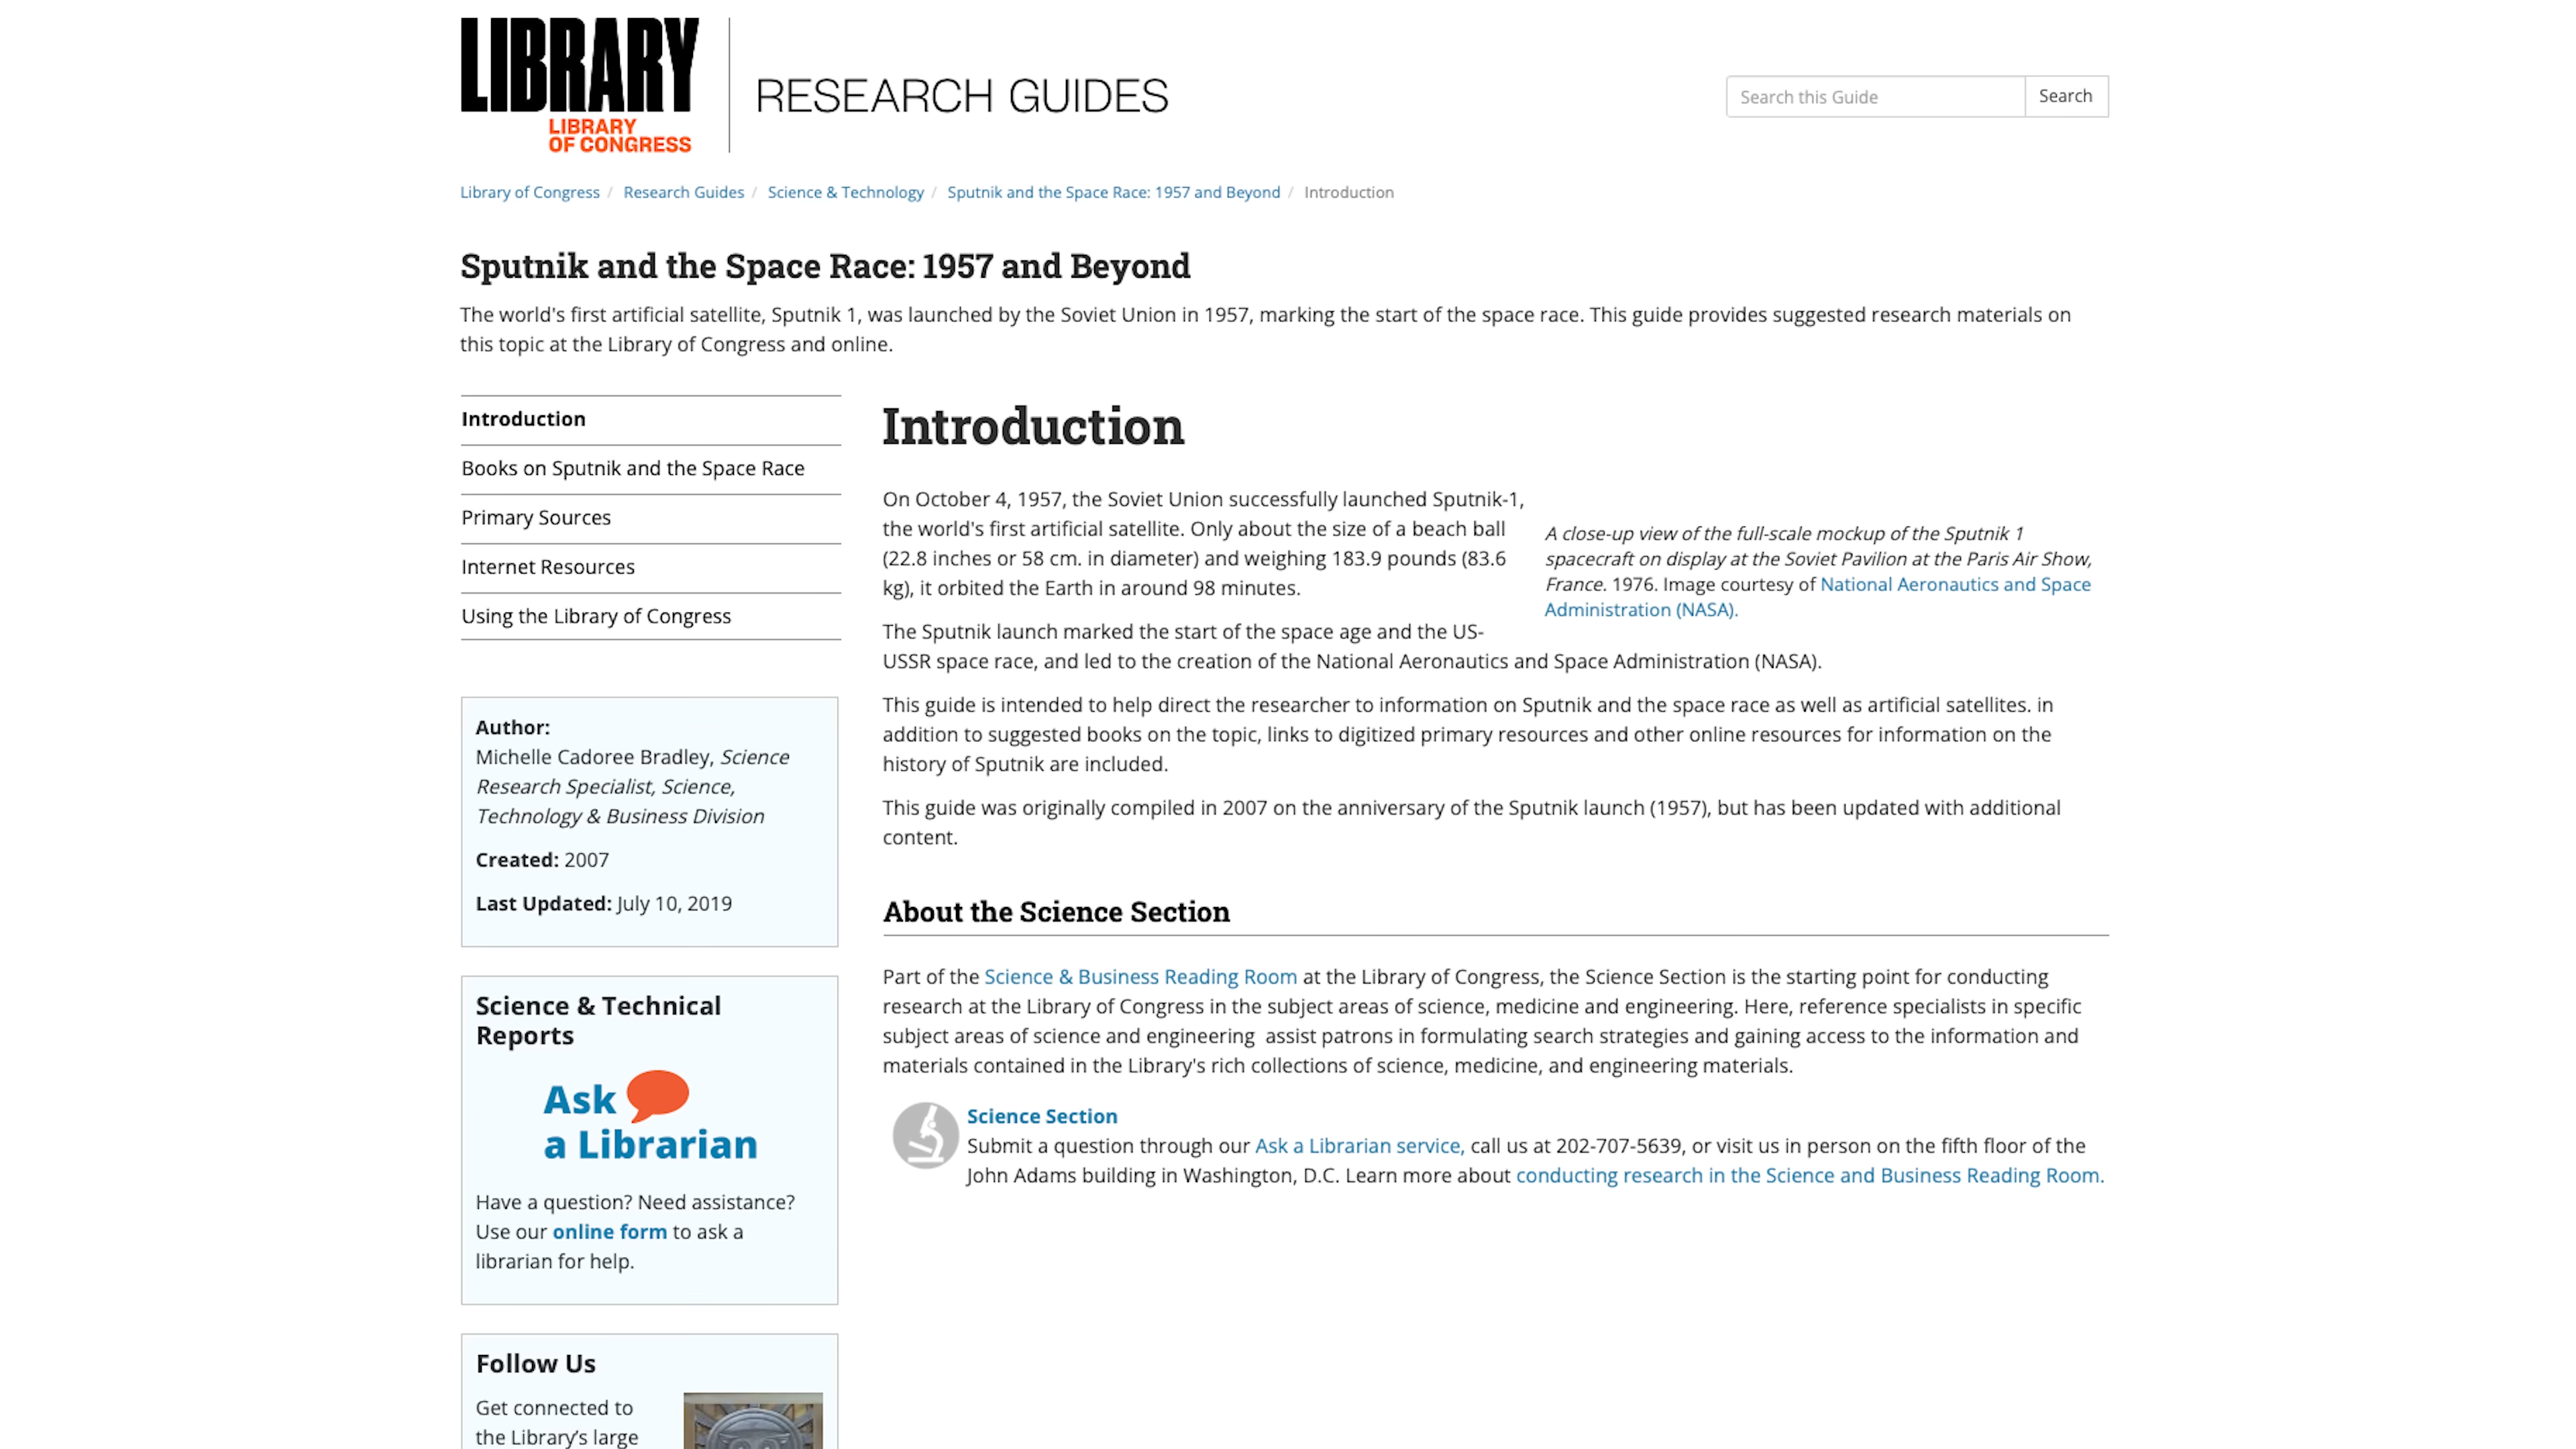 LIBRARY
LIBRARY
OF CONGRESS
RESEARCH GUIDES
Search this Guide
Search
Library of Congress / Research Guides / Science & Technology / Sputnik and the Space Race: 1957 and Beyond / Introduction
Sputnik and the Space Race: 1957 and Beyond
The world's first artificial satellite, Sputnik 1, was launched by the Soviet Union in 1957, marking the start of the space race. This guide provides suggested research materials on
this topic at the Library of Congress and online.
Introduction
Books on Sputnik and the Space Race
Primary Sources
Internet Resources
Using the Library of Congress
Author:
Michelle Cadoree Bradley, Science
Research Specialist, Science,
Technology & Business Division
Created: 2007
Last Updated: July 10, 2019
Science & Technical
Reports
Ask
a Librarian
Have a question? Need assistance?
Use our online form to ask a
librarian for help.
Follow Us
Get connected to
the Library's large
Introduction
On October 4, 1957, the Soviet Union successfully launched Sputnik-1,
the world's first artificial satellite. Only about the size of a beach ball
(22.8 inches or 58 cm. in diameter) and weighing 183.9 pounds (83.6
kg), it orbited the Earth in around 98 minutes.
A close-up view of the full-scale mockup of the Sputnik 1
spacecraft on display at the Soviet Pavilion at the Paris Air Show,
France. 1976. Image courtesy of National Aeronautics and Space
Administration (NASA).
The Sputnik launch marked the start of the space age and the US-
USSR space race, and led to the creation of the National Aeronautics and Space Administration (NASA).
This guide is intended to help direct the researcher to information on Sputnik and the space race as well as artificial satellites. in
addition to suggested books on the topic, links to digitized primary resources and other online resources for information on the
history of Sputnik are included.
This guide was originally compiled in 2007 on the anniversary of the Sputnik launch (1957), but has been updated with additional
content.
About the Science Section
Part of the Science & Business Reading Room at the Library of Congress, the Science Section is the starting point for conducting
research at the Library of Congress in the subject areas of science, medicine and engineering. Here, reference specialists in specific
subject areas of science and engineering  assist patrons in formulating search strategies and gaining access to the information and
materials contained in the Library's rich collections of science, medicine, and engineering materials.
Science Section
Submit a question through our Ask a Librarian service, call us at 202-707-5639, or visit us in person on the fifth floor of the
John Adams building in Washington, D.C. Learn more about conducting research in the Science and Business Reading Room.